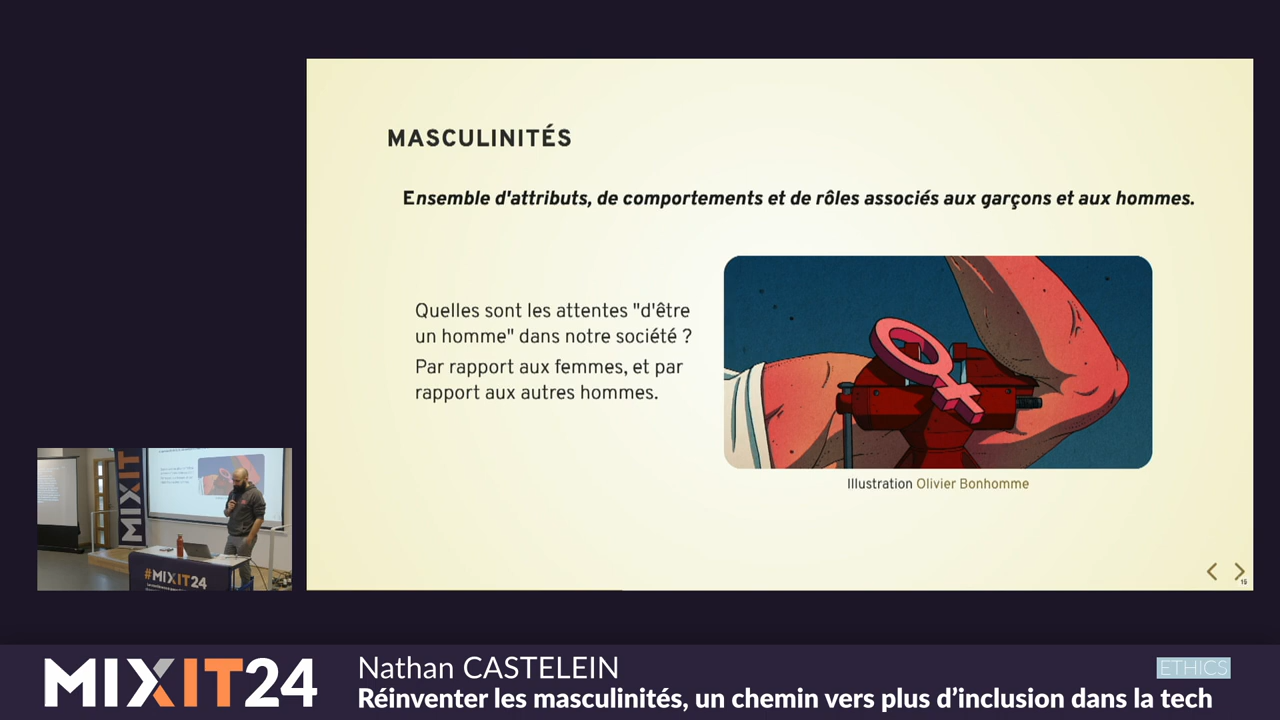 MASCULINITÉS
Ensemble d'attributs, de comportements et de rôles associés aux garçons et aux hommes.
Quelles sont les attentes "d'être
un homme" dans notre société ?
Par rapport aux femmes, et par
rapport aux autres hommes.
Illustration Olivier Bonhomme
15
MIXIT
#MIXIT24
MIXIT24
Nathan CASTELEIN
ETHICS
Réinventer les masculinités, un chemin vers plus d’inclusion dans la tech